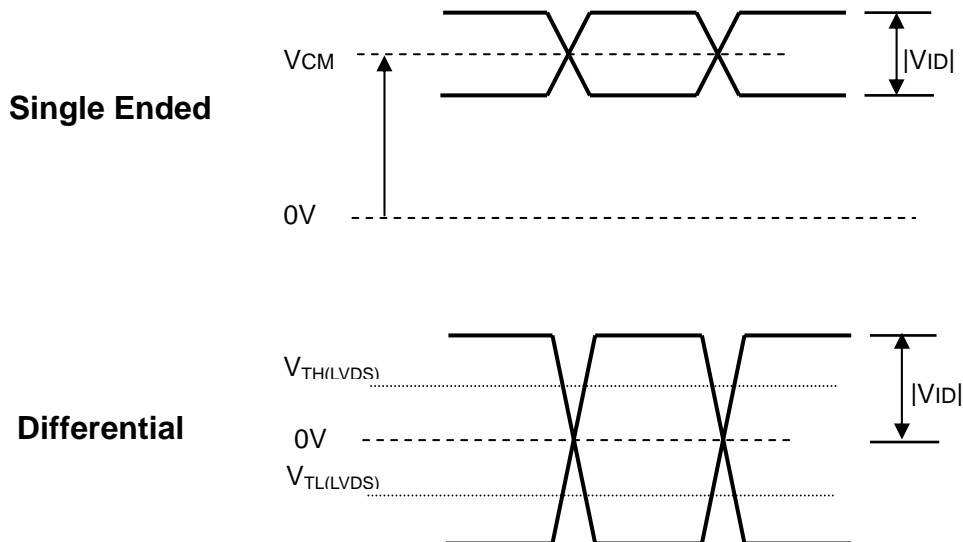 VCM
|VID|
Single Ended
0V
VTH(LVDS)
|VID|
Differential
0V
VTL(LVDS)